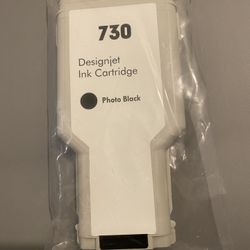 730
Designjet
Ink Cartridge
Photo Black